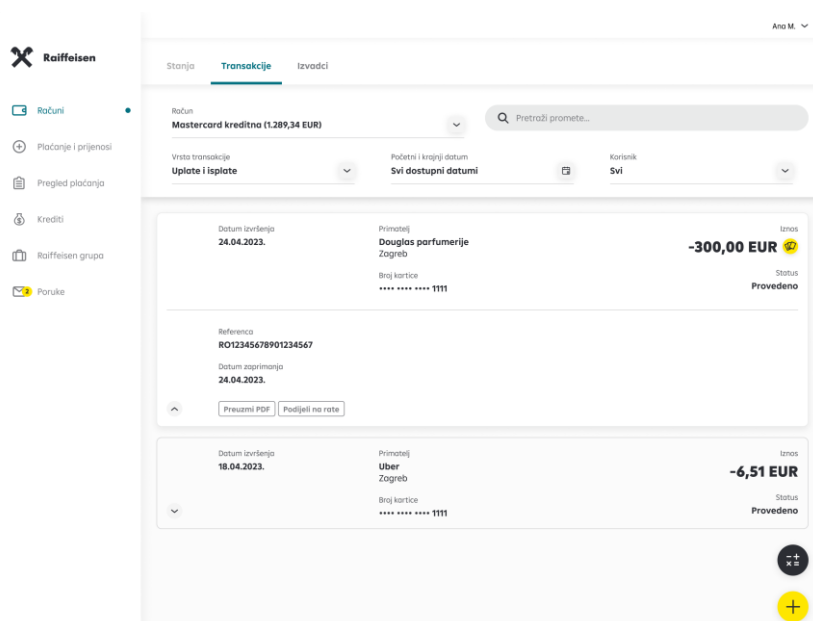 Ana M.
Raiffeisen
Stanja Transakcije Izvadci
Računi
Plaćanje i prijenosi
Pregled plaćanja
Krediti
Raiffeisen grupa
2 Poruke
Račun
Mastercard kreditna (1.289,34 EUR)
Pretraži promete...
Vrsta transakcije Početni i krajnji datum Korisnik
Uplate i isplate Svi dostupni datumi Svi
Datum izvršenja Primatelj Iznos
24.04.2023. Douglas parfumerije -300,00 EUR
Zagreb
Broj kartice Status
•••• •••• •••• 1111 Provedeno
Referenca
RO12345678901234567
Datum zaprimanja
24.04.2023.
Preuzmi PDF Podijeli na rate
Datum izvršenja Primatelj Iznos
18.04.2023. Uber -6,51 EUR
Zagreb
Broj kartice Status
•••• •••• •••• 1111 Provedeno